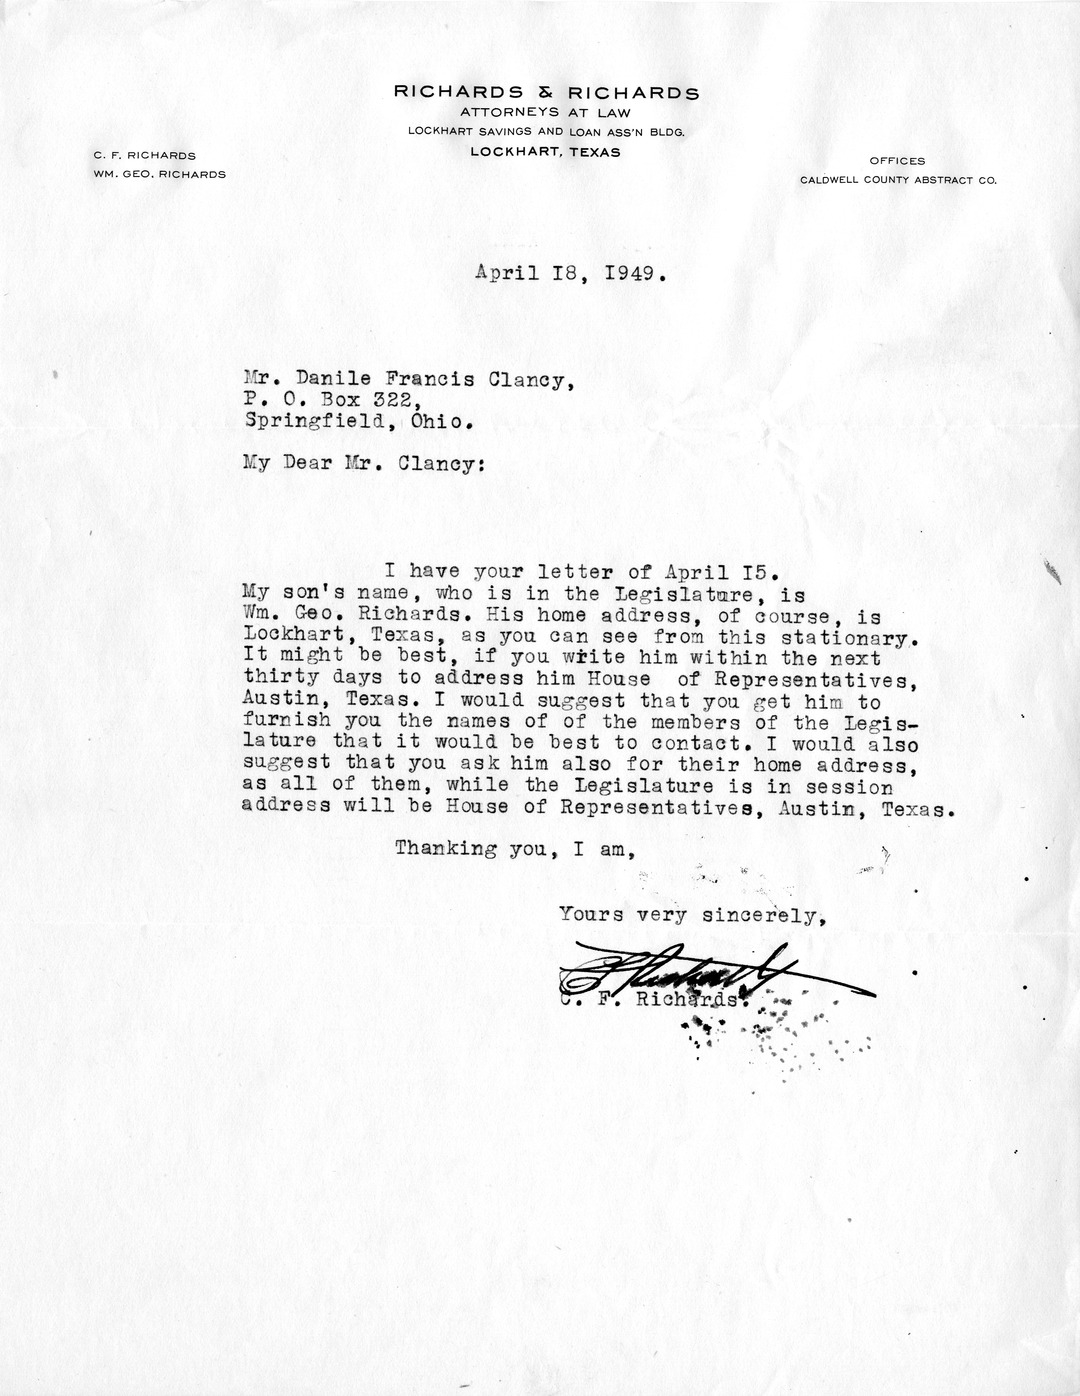 RICHARDS & RICHARDS
ATTORNEYS AT LAW
LOCKHART SAVINGS AND LOAN ASS'N BLDG.
LOCKHART, TEXAS
C. F. RICHARDS
WM. GEO. RICHARDS
OFFICES
CALDWELL COUNTY ABSTRACT CO.
April I8, I949.
Mr. Danile Francis Clancy,
P. O. Box 322,
Springfield, Ohio.
My Dear Mr. Clancy:
I have your letter of April I5.
My son's name, who is in the Legislature, is
Wm. Geo. Richards. His home address, of course, is
Lockhart, Texas, as you can see from this stationary.
It might be best, if you write him within the next
thirty days to address him House of Representatives,
Austin, Texas. I would suggest that you get him to
furnish you the names of of the members of the Legis-
lature that it would be best to contact. I would also
suggest that you ask him also for their home address,
as all of them, while the Legislature is in session
address will be House of Representatives, Austin, Texas.
Thanking you, I am,
Yours very sincerely,
C F Richards
C. F. Richards.